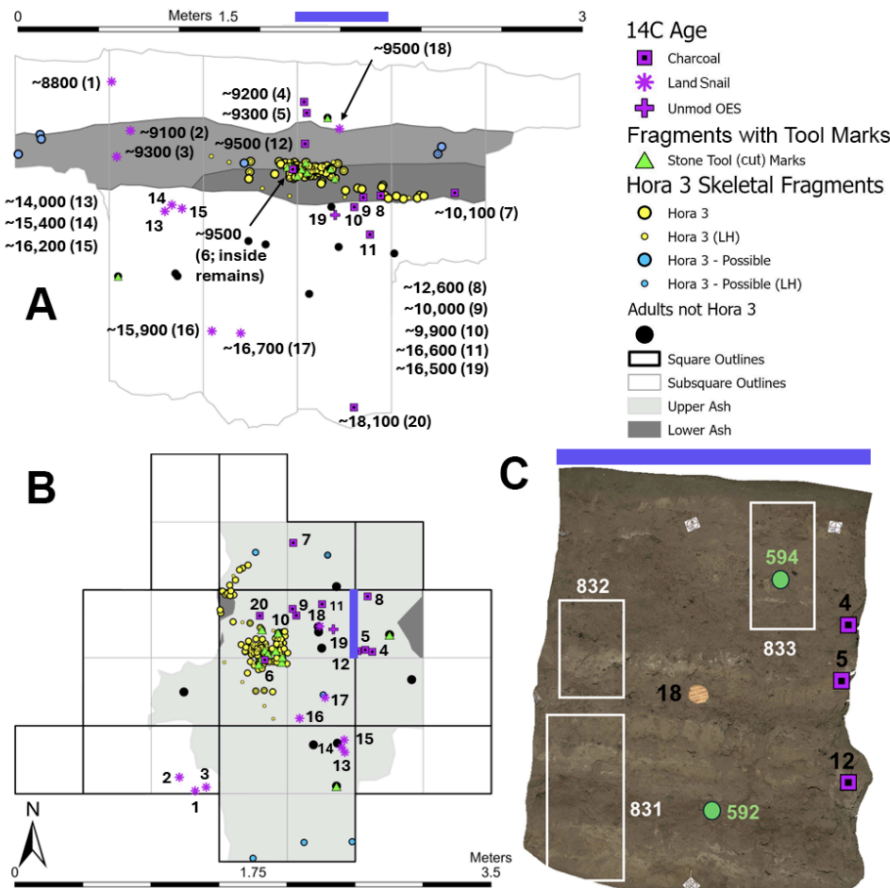 0 Meters 1.5 3
~8800 (1)
~9500 (18)
~9200 (4)
~9300 (5)
~9100 (2)
~9500 (12)
~9300 (3)
~14,000 (13)
~15,400 (14)
~16,200 (15)
14
13
15
~9500
(6; inside
remains)
19
10
9
8
11
~10,100 (7)
~12,600 (8)
~10,000 (9)
~9,900 (10)
~16,600 (11)
~16,500 (19)
~15,900 (16)
~16,700 (17)
~18,100 (20)
A
14C Age
Charcoal
Land Snail
Unmod OES
Fragments with Tool Marks
Stone Tool (cut) Marks
Hora 3 Skeletal Fragments
Hora 3
Hora 3 (LH)
Hora 3 - Possible
Hora 3 - Possible (LH)
Adults not Hora 3
Square Outlines
Subsquare Outlines
Upper Ash
Lower Ash
B
7
20
9
11
8
10
18
19
5
4
12
6
17
16
15
14
13
2
3
1
N
Meters
0 1.75 3.5
C
594
832
833
4
5
18
12
831
592